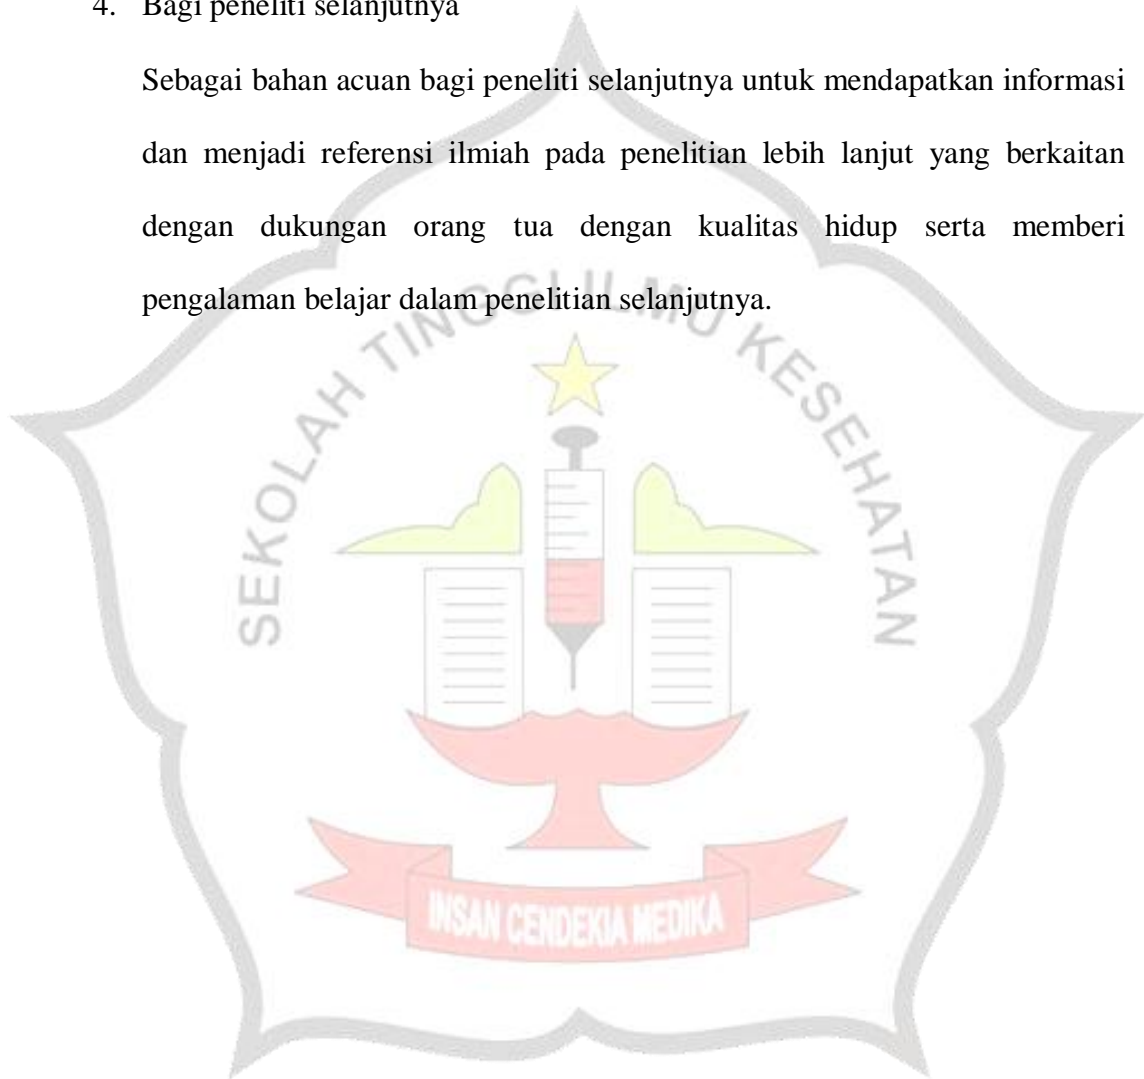 4. Bagi peneliti selanjutnya
Sebagai bahan acuan bagi peneliti selanjutnya untuk mendapatkan informasi
dan menjadi referensi ilmiah pada penelitian lebih lanjut yang berkaitan
dengan dukungan orang tua dengan kualitas hidup serta memberi
pengalaman belajar dalam penelitian selanjutnya.
SEKOLAH TINGGI ILMU KESEHATAN
INSAN CENDEKIA MEDIKA